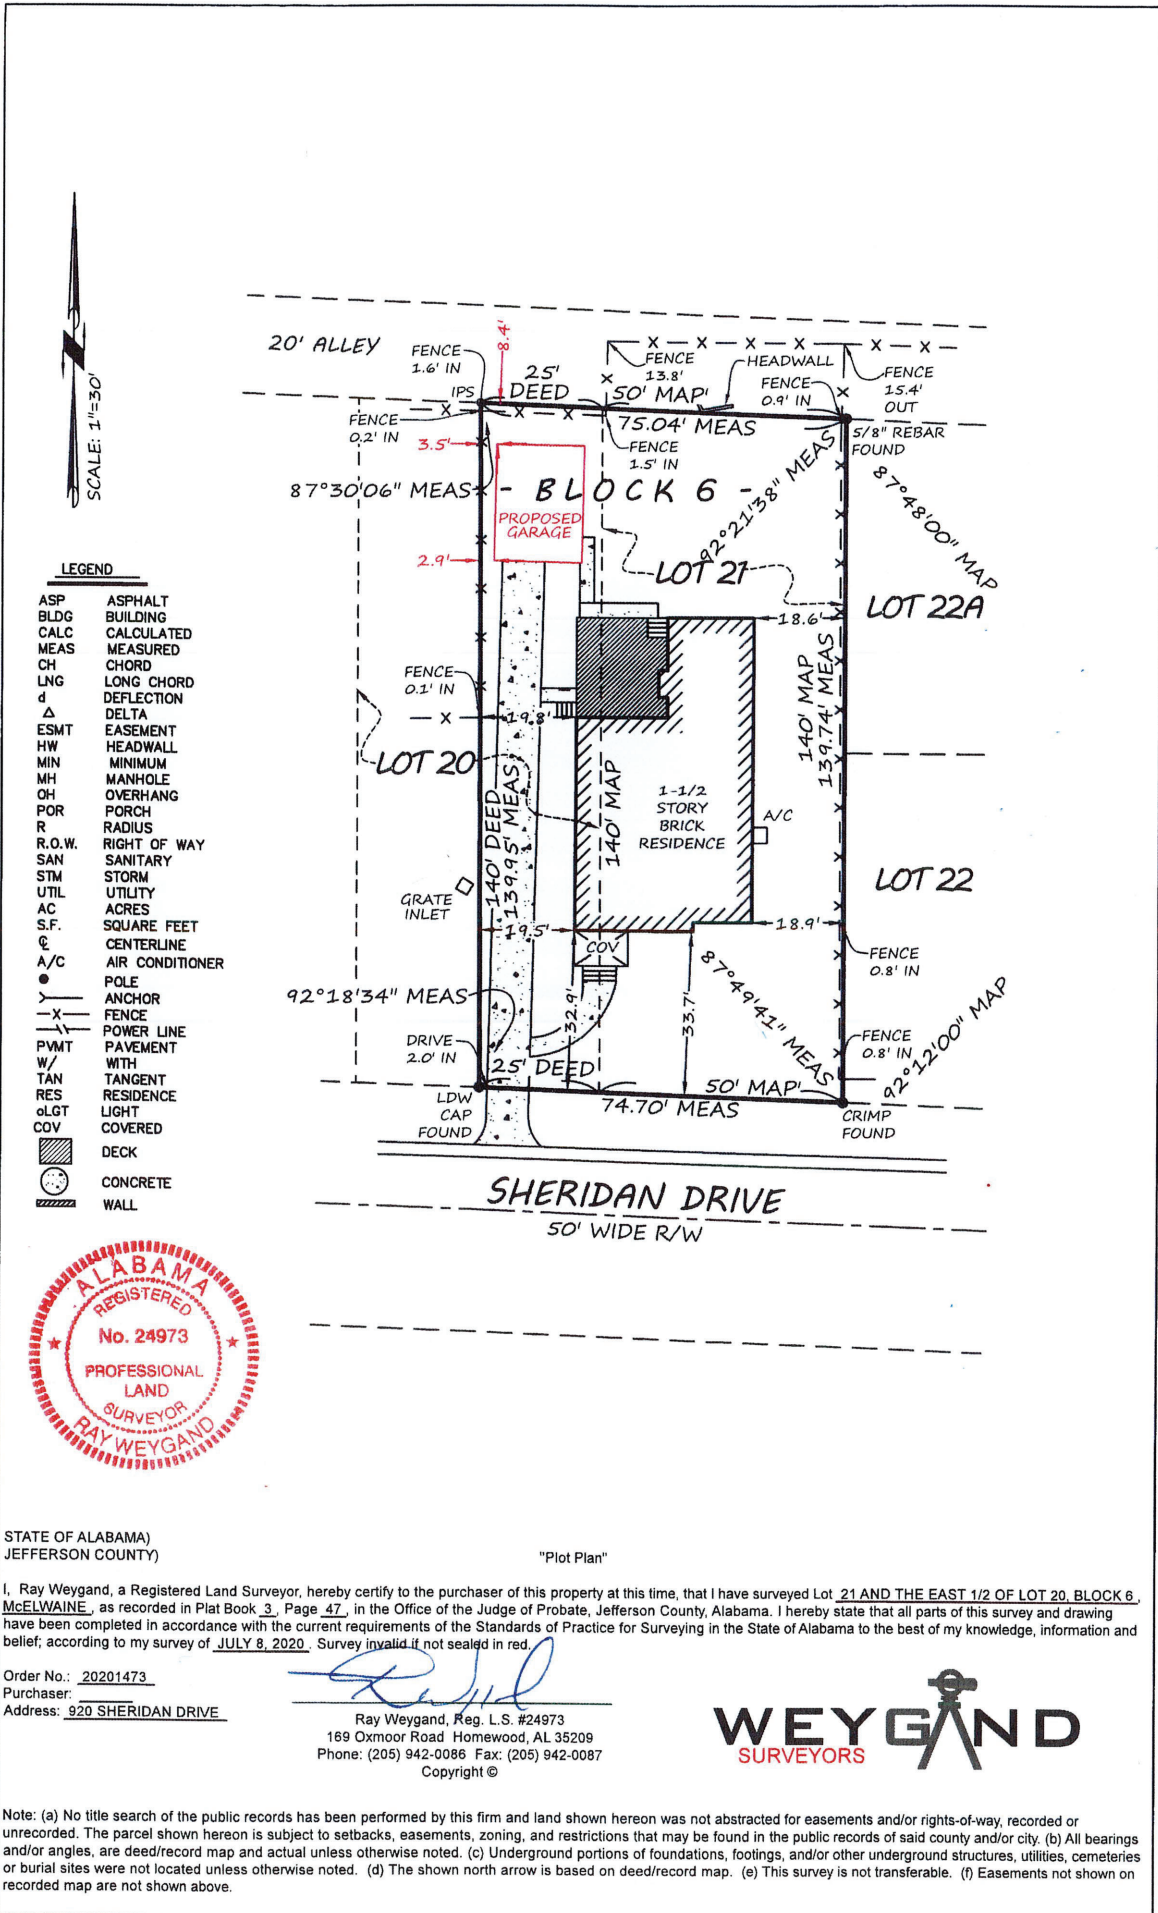 20' ALLEY
8.4'
FENCE
1.6' IN
IPS
25'
DEED
FENCE
13.8'
50' MAP
HEADWALL
FENCE
0.9' IN
FENCE
15.4'
OUT
FENCE
0.2' IN
75.04' MEAS
5/8" REBAR
FOUND
3.5'
FENCE
1.5' IN
87°30'06" MEAS
- BLOCK 6 -
92°21'38" MEAS
87°48'00" MAP
PROPOSED
GARAGE
2.9'
LOT 21
LOT 22A
18.6'
SCALE: 1"=30'
LEGEND
ASP ASPHALT
BLDG BUILDING
CALC CALCULATED
MEAS MEASURED
CH CHORD
LNG LONG CHORD
d DEFLECTION
Δ DELTA
ESMT EASEMENT
HW HEADWALL
MIN MINIMUM
MH MANHOLE
OH OVERHANG
POR PORCH
R RADIUS
R.O.W. RIGHT OF WAY
SAN SANITARY
STM STORM
UTIL UTILITY
AC ACRES
S.F. SQUARE FEET
℄ CENTERLINE
A/C AIR CONDITIONER
POLE
ANCHOR
—X— FENCE
POWER LINE
PVMT PAVEMENT
W/ WITH
TAN TANGENT
RES RESIDENCE
oLGT LIGHT
COV COVERED
DECK
CONCRETE
WALL
FENCE
0.1' IN
19.8'
LOT 20
140' DEED
139.95' MEAS
140' MAP
1-1/2
STORY
BRICK
RESIDENCE
A/C
140' MAP
139.74' MEAS
LOT 22
GRATE
INLET
19.5'
COV
18.9'
FENCE
0.8' IN
92°18'34" MEAS
32.9'
33.7'
87°49'41" MEAS
92°12'00" MAP
DRIVE
2.0' IN
FENCE
0.8' IN
25' DEED
50' MAP
74.70' MEAS
LDW
CAP
FOUND
CRIMP
FOUND
SHERIDAN DRIVE
50' WIDE R/W
ALABAMA
REGISTERED
No. 24973
PROFESSIONAL
LAND
SURVEYOR
RAY WEYGAND
STATE OF ALABAMA)
JEFFERSON COUNTY)
"Plot Plan"
I, Ray Weygand, a Registered Land Surveyor, hereby certify to the purchaser of this property at this time, that I have surveyed Lot 21 AND THE EAST 1/2 OF LOT 20, BLOCK 6,
McELWAINE, as recorded in Plat Book 3, Page 47, in the Office of the Judge of Probate, Jefferson County, Alabama. I hereby state that all parts of this survey and drawing
have been completed in accordance with the current requirements of the Standards of Practice for Surveying in the State of Alabama to the best of my knowledge, information and
belief; according to my survey of JULY 8, 2020. Survey invalid if not sealed in red.
Order No.: 20201473
Purchaser:
Address: 920 SHERIDAN DRIVE
Ray Weygand, Reg. L.S. #24973
169 Oxmoor Road Homewood, AL 35209
Phone: (205) 942-0086 Fax: (205) 942-0087
Copyright ©
WEYGAND
SURVEYORS
Note: (a) No title search of the public records has been performed by this firm and land shown hereon was not abstracted for easements and/or rights-of-way, recorded or
unrecorded. The parcel shown hereon is subject to setbacks, easements, zoning, and restrictions that may be found in the public records of said county and/or city. (b) All bearings
and/or angles, are deed/record map and actual unless otherwise noted. (c) Underground portions of foundations, footings, and/or other underground structures, utilities, cemeteries
or burial sites were not located unless otherwise noted. (d) The shown north arrow is based on deed/record map. (e) This survey is not transferable. (f) Easements not shown on
recorded map are not shown above.